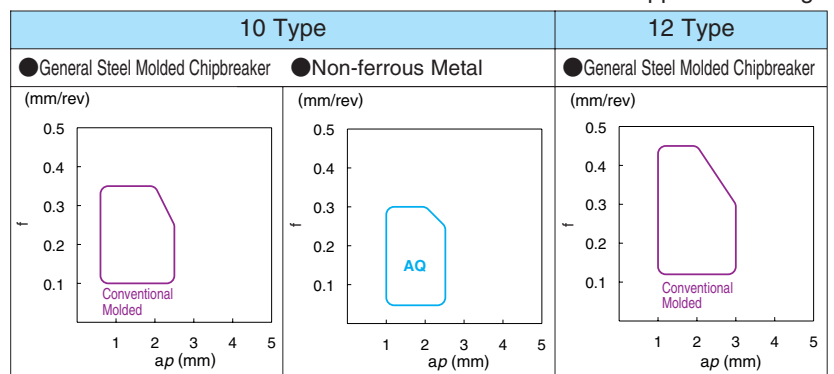 10 Type
12 Type
●General Steel Molded Chipbreaker
●Non-ferrous Metal
●General Steel Molded Chipbreaker
(mm/rev)
0.5
0.4
0.3
f
0.2
0.1
Conventional
Molded
1 2 3 4 5
ap (mm)
(mm/rev)
0.5
0.4
0.3
f
0.2
AQ
0.1
1 2 3 4 5
ap (mm)
(mm/rev)
0.5
0.4
0.3
f
0.2
0.1
Conventional
Molded
1 2 3 4 5
ap (mm)